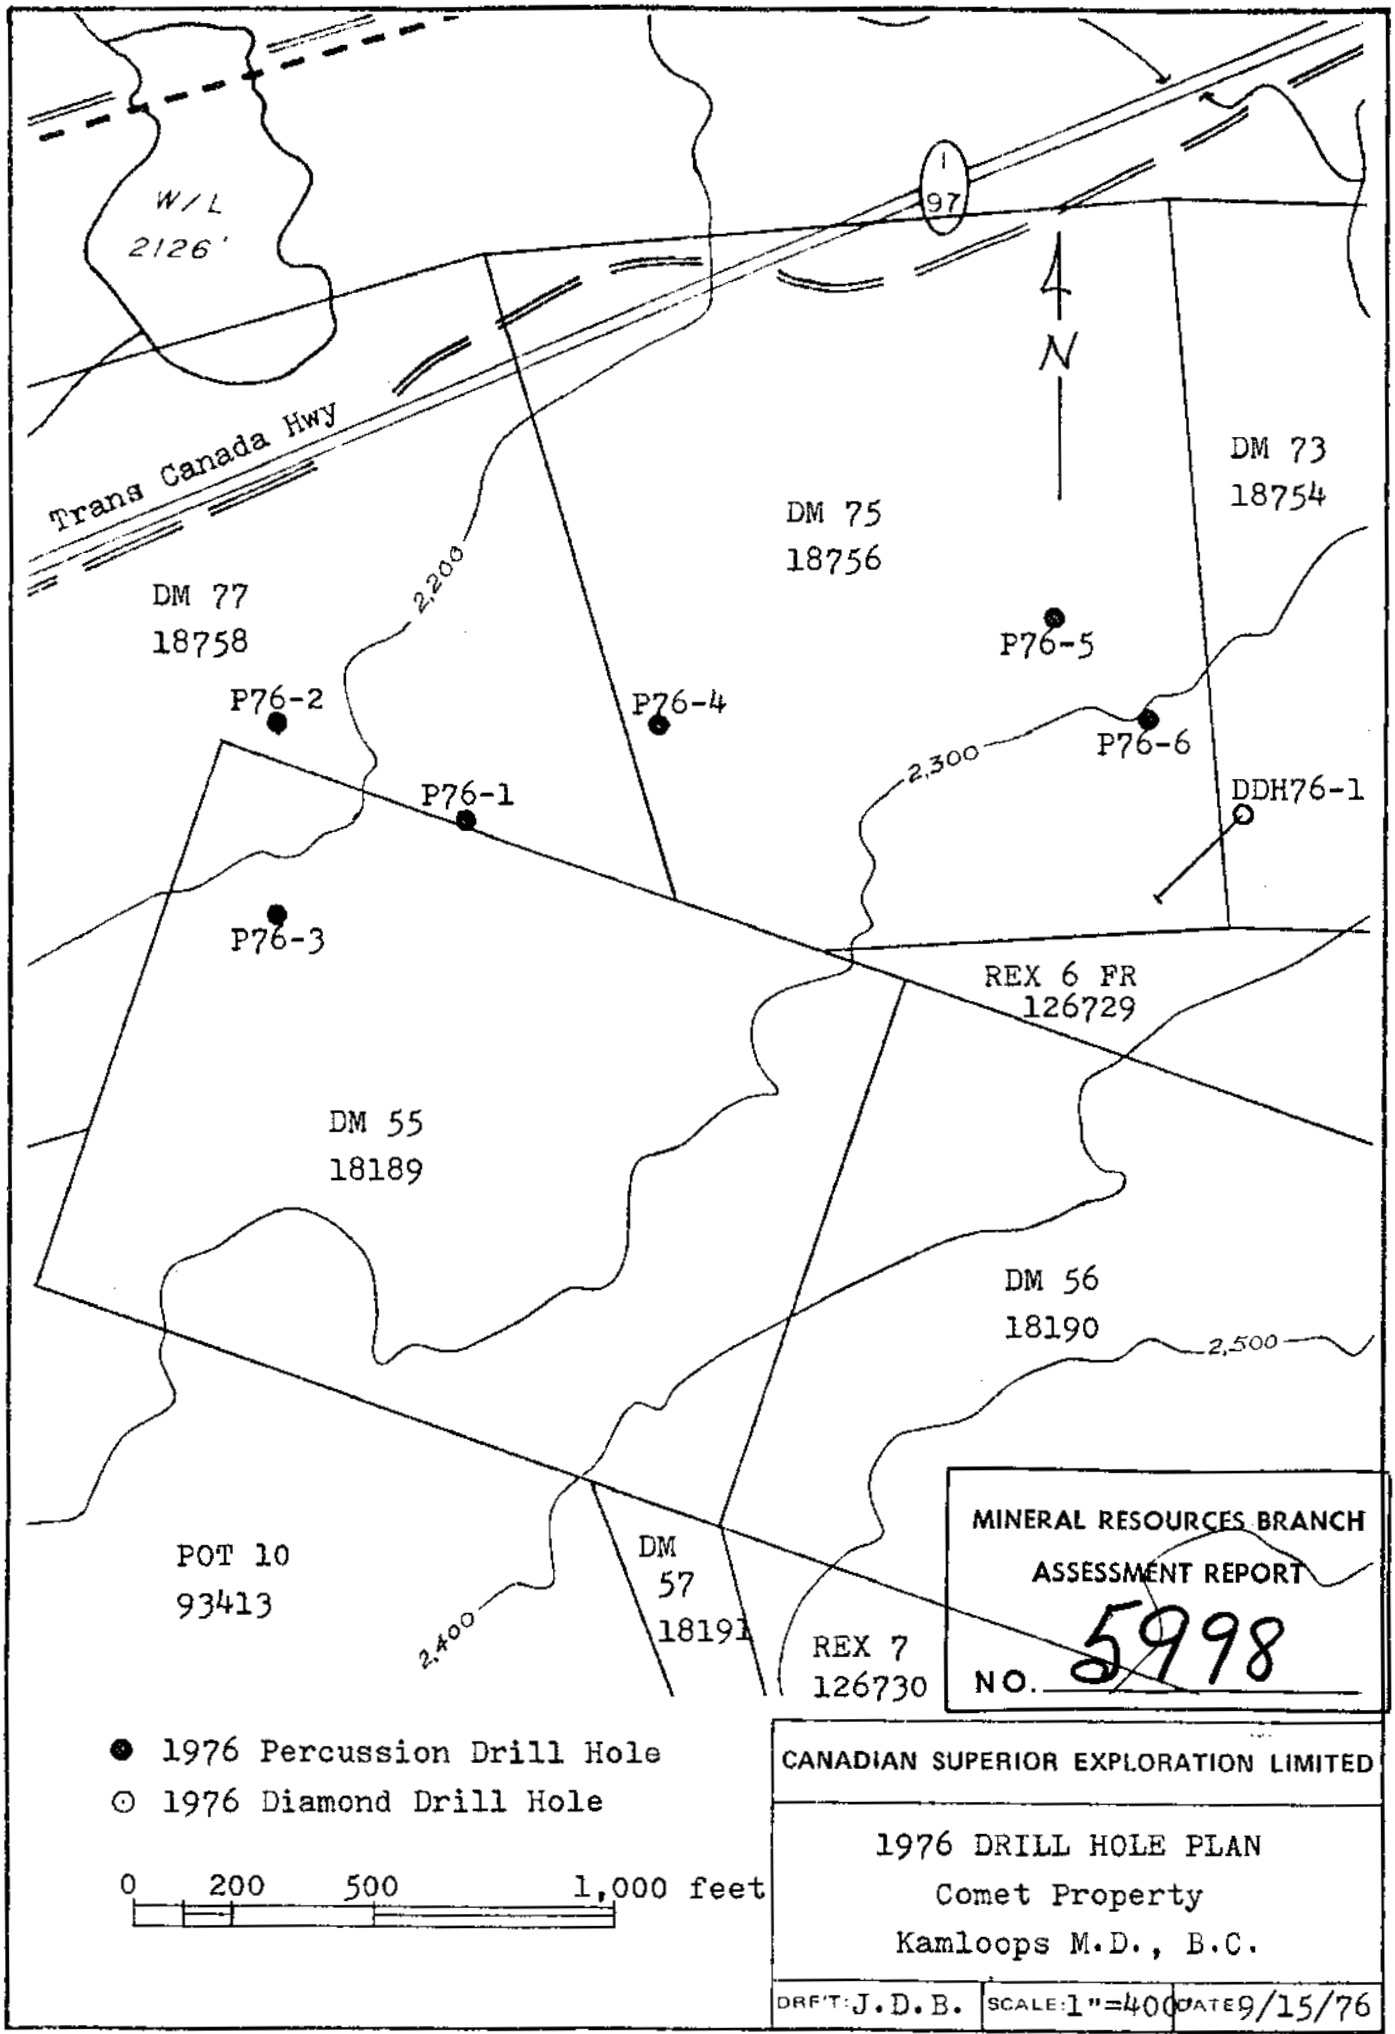 1
97
W/L
2126'
Trans Canada Hwy
N
DM 73
18754
DM 75
18756
2,200
DM 77
18758
P76-5
P76-2
P76-4
P76-6
2,300
P76-1
DDH76-1
P76-3
REX 6 FR
126729
DM 55
18189
DM 56
18190
2,500
MINERAL RESOURCES BRANCH
ASSESSMENT REPORT
NO. 5998
POT 10
93413
DM
57
18191
2,400
REX 7
126730
1976 Percussion Drill Hole
1976 Diamond Drill Hole
0 200 500 1,000 feet
CANADIAN SUPERIOR EXPLORATION LIMITED
1976 DRILL HOLE PLAN
Comet Property
Kamloops M.D., B.C.
DRF'T: J.D.B. SCALE: 1"=400' DATE 9/15/76